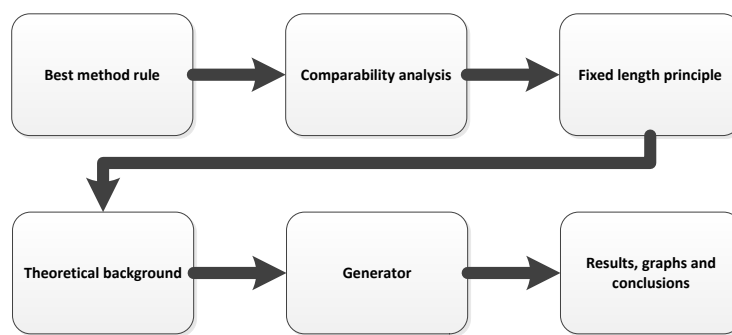 Best method rule
Comparability analysis
Fixed length principle
Theoretical background
Generator
Results, graphs and
conclusions